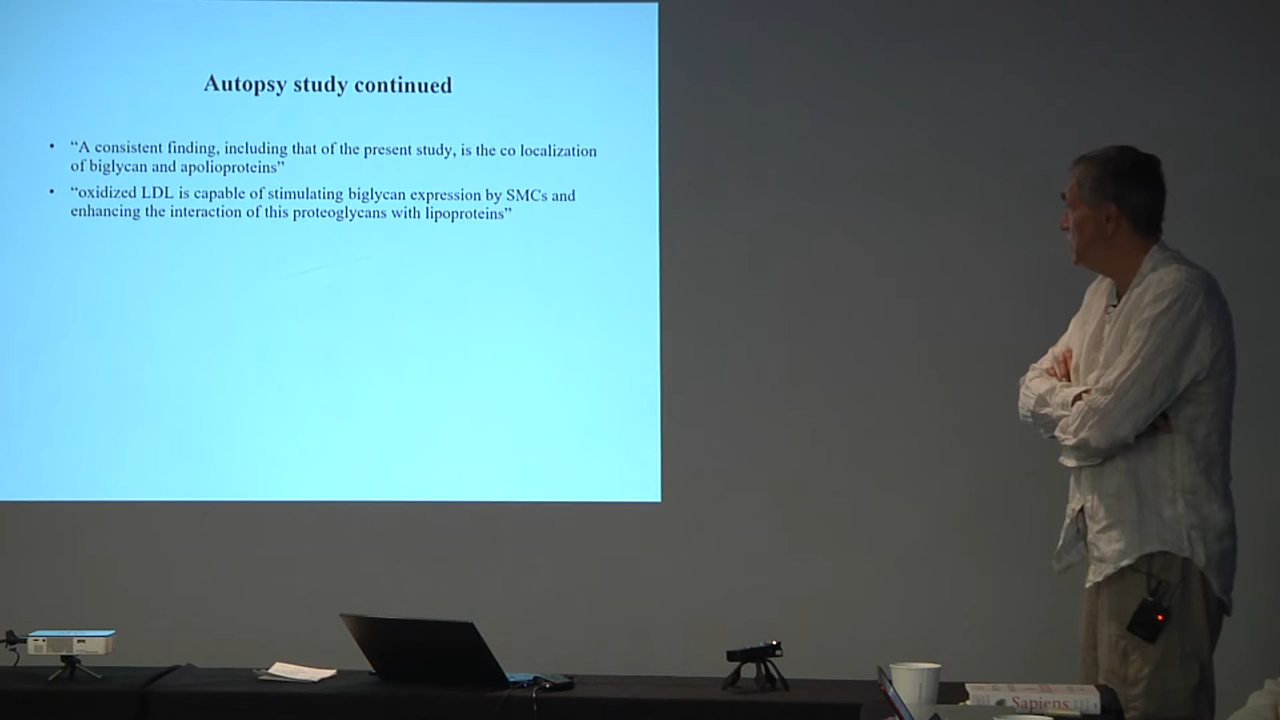 Autopsy study continued
• “A consistent finding, including that of the present study, is the co localization
of biglycan and apolioproteins”
• “oxidized LDL is capable of stimulating biglycan expression by SMCs and
enhancing the interaction of this proteoglycans with lipoproteins”
Sapiens